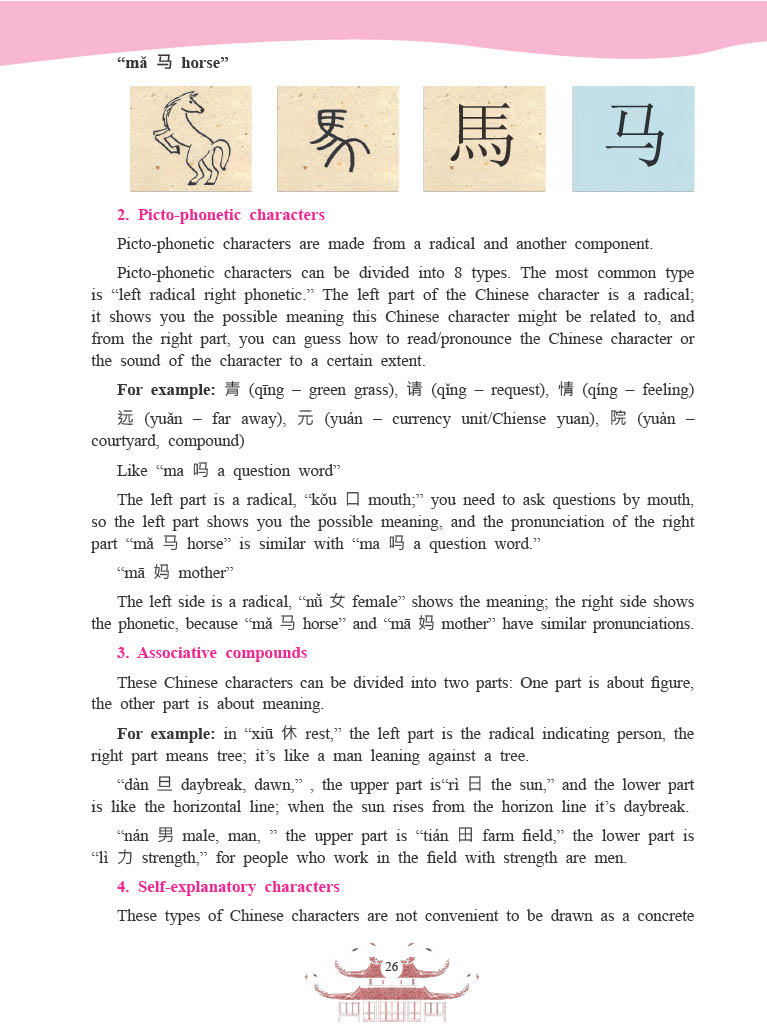 “mǎ 马 horse”
馬 马
2. Picto-phonetic characters
Picto-phonetic characters are made from a radical and another component.
Picto-phonetic characters can be divided into 8 types. The most common type
is “left radical right phonetic.” The left part of the Chinese character is a radical;
it shows you the possible meaning this Chinese character might be related to, and
from the right part, you can guess how to read/pronounce the Chinese character or
the sound of the character to a certain extent.
For example: 青 (qīng – green grass), 请 (qǐng – request), 情 (qíng – feeling)
远 (yuǎn – far away), 元 (yuán – currency unit/Chiense yuan), 院 (yuàn –
courtyard, compound)
Like “ma 吗 a question word”
The left part is a radical, “kǒu 口 mouth;” you need to ask questions by mouth,
so the left part shows you the possible meaning, and the pronunciation of the right
part “mǎ 马 horse” is similar with “ma 吗 a question word.”
“mā 妈 mother”
The left side is a radical, “nǚ 女 female” shows the meaning; the right side shows
the phonetic, because “mǎ 马 horse” and “mā 妈 mother” have similar pronunciations.
3. Associative compounds
These Chinese characters can be divided into two parts: One part is about figure,
the other part is about meaning.
For example: in “xiū 休 rest,” the left part is the radical indicating person, the
right part means tree; it’s like a man leaning against a tree.
“dàn 旦 daybreak, dawn,” , the upper part is“rì 日 the sun,” and the lower part
is like the horizontal line; when the sun rises from the horizon line it’s daybreak.
“nán 男 male, man, ” the upper part is “tián 田 farm field,” the lower part is
“lì 力 strength,” for people who work in the field with strength are men.
4. Self-explanatory characters
These types of Chinese characters are not convenient to be drawn as a concrete
26